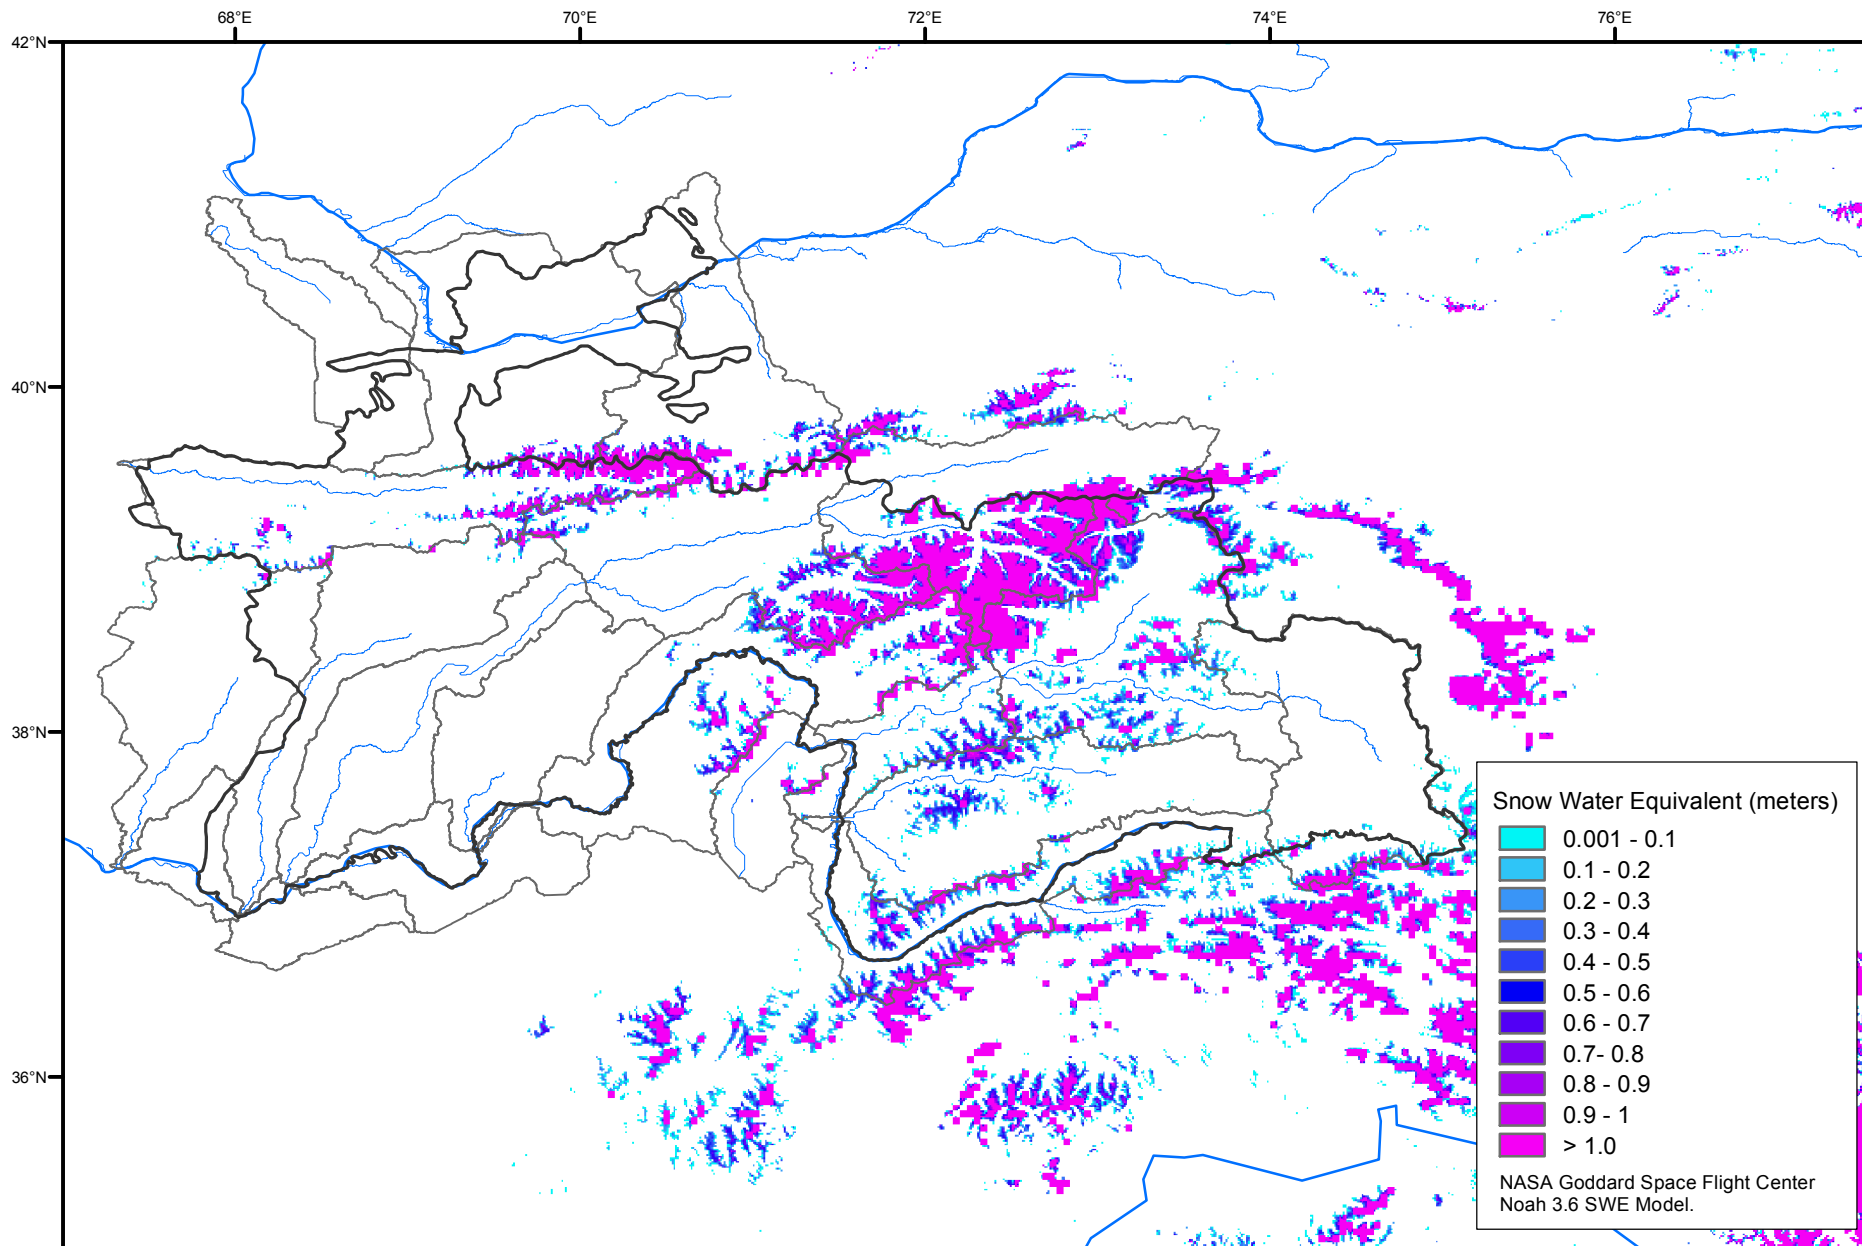 68°E
70°E
72°E
74°E
76°E
42°N
40°N
38°N
36°N
Snow Water Equivalent (meters)
0.001 - 0.1
0.1 - 0.2
0.2 - 0.3
0.3 - 0.4
0.4 - 0.5
0.5 - 0.6
0.6 - 0.7
0.7- 0.8
0.8 - 0.9
0.9 - 1
> 1.0
NASA Goddard Space Flight Center
Noah 3.6 SWE Model.